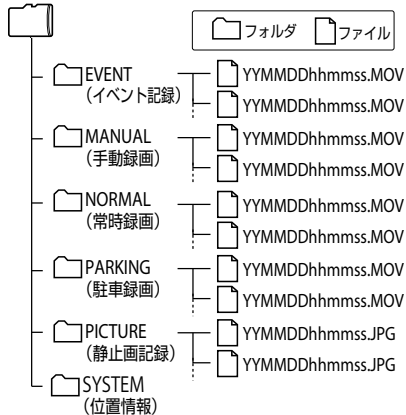 フォルダ ファイル
EVENT
(イベント記録)
YYMMDDhhmmss.MOV
YYMMDDhhmmss.MOV
MANUAL
(手動録画)
YYMMDDhhmmss.MOV
YYMMDDhhmmss.MOV
NORMAL
(常時録画)
YYMMDDhhmmss.MOV
YYMMDDhhmmss.MOV
PARKING
(駐車録画)
YYMMDDhhmmss.MOV
YYMMDDhhmmss.MOV
PICTURE
(静止画記録)
YYMMDDhhmmss.JPG
YYMMDDhhmmss.JPG
SYSTEM
(位置情報)